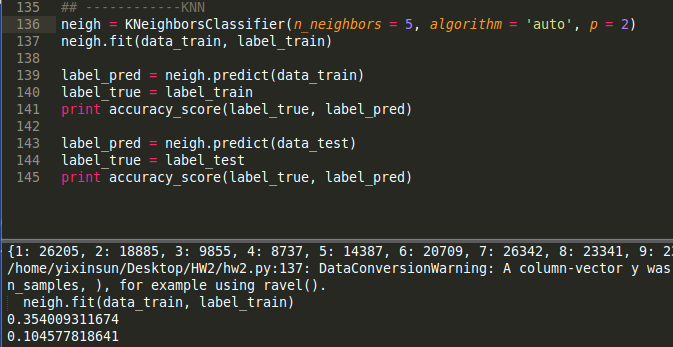 135 ## ------------KNN
136 neigh = KNeighborsClassifier(n_neighbors = 5, algorithm = 'auto', p = 2)
137 neigh.fit(data_train, label_train)
138
139 label_pred = neigh.predict(data_train)
140 label_true = label_train
141 print accuracy_score(label_true, label_pred)
142
143 label_pred = neigh.predict(data_test)
144 label_true = label_test
145 print accuracy_score(label_true, label_pred)
{1: 26205, 2: 18885, 3: 9855, 4: 8737, 5: 14387, 6: 20709, 7: 26342, 8: 23341, 9:
/home/yixinsun/Desktop/HW2/hw2.py:137: DataConversionWarning: A column-vector y was
n_samples, ), for example using ravel().
neigh.fit(data_train, label_train)
0.354009311674
0.104577818641